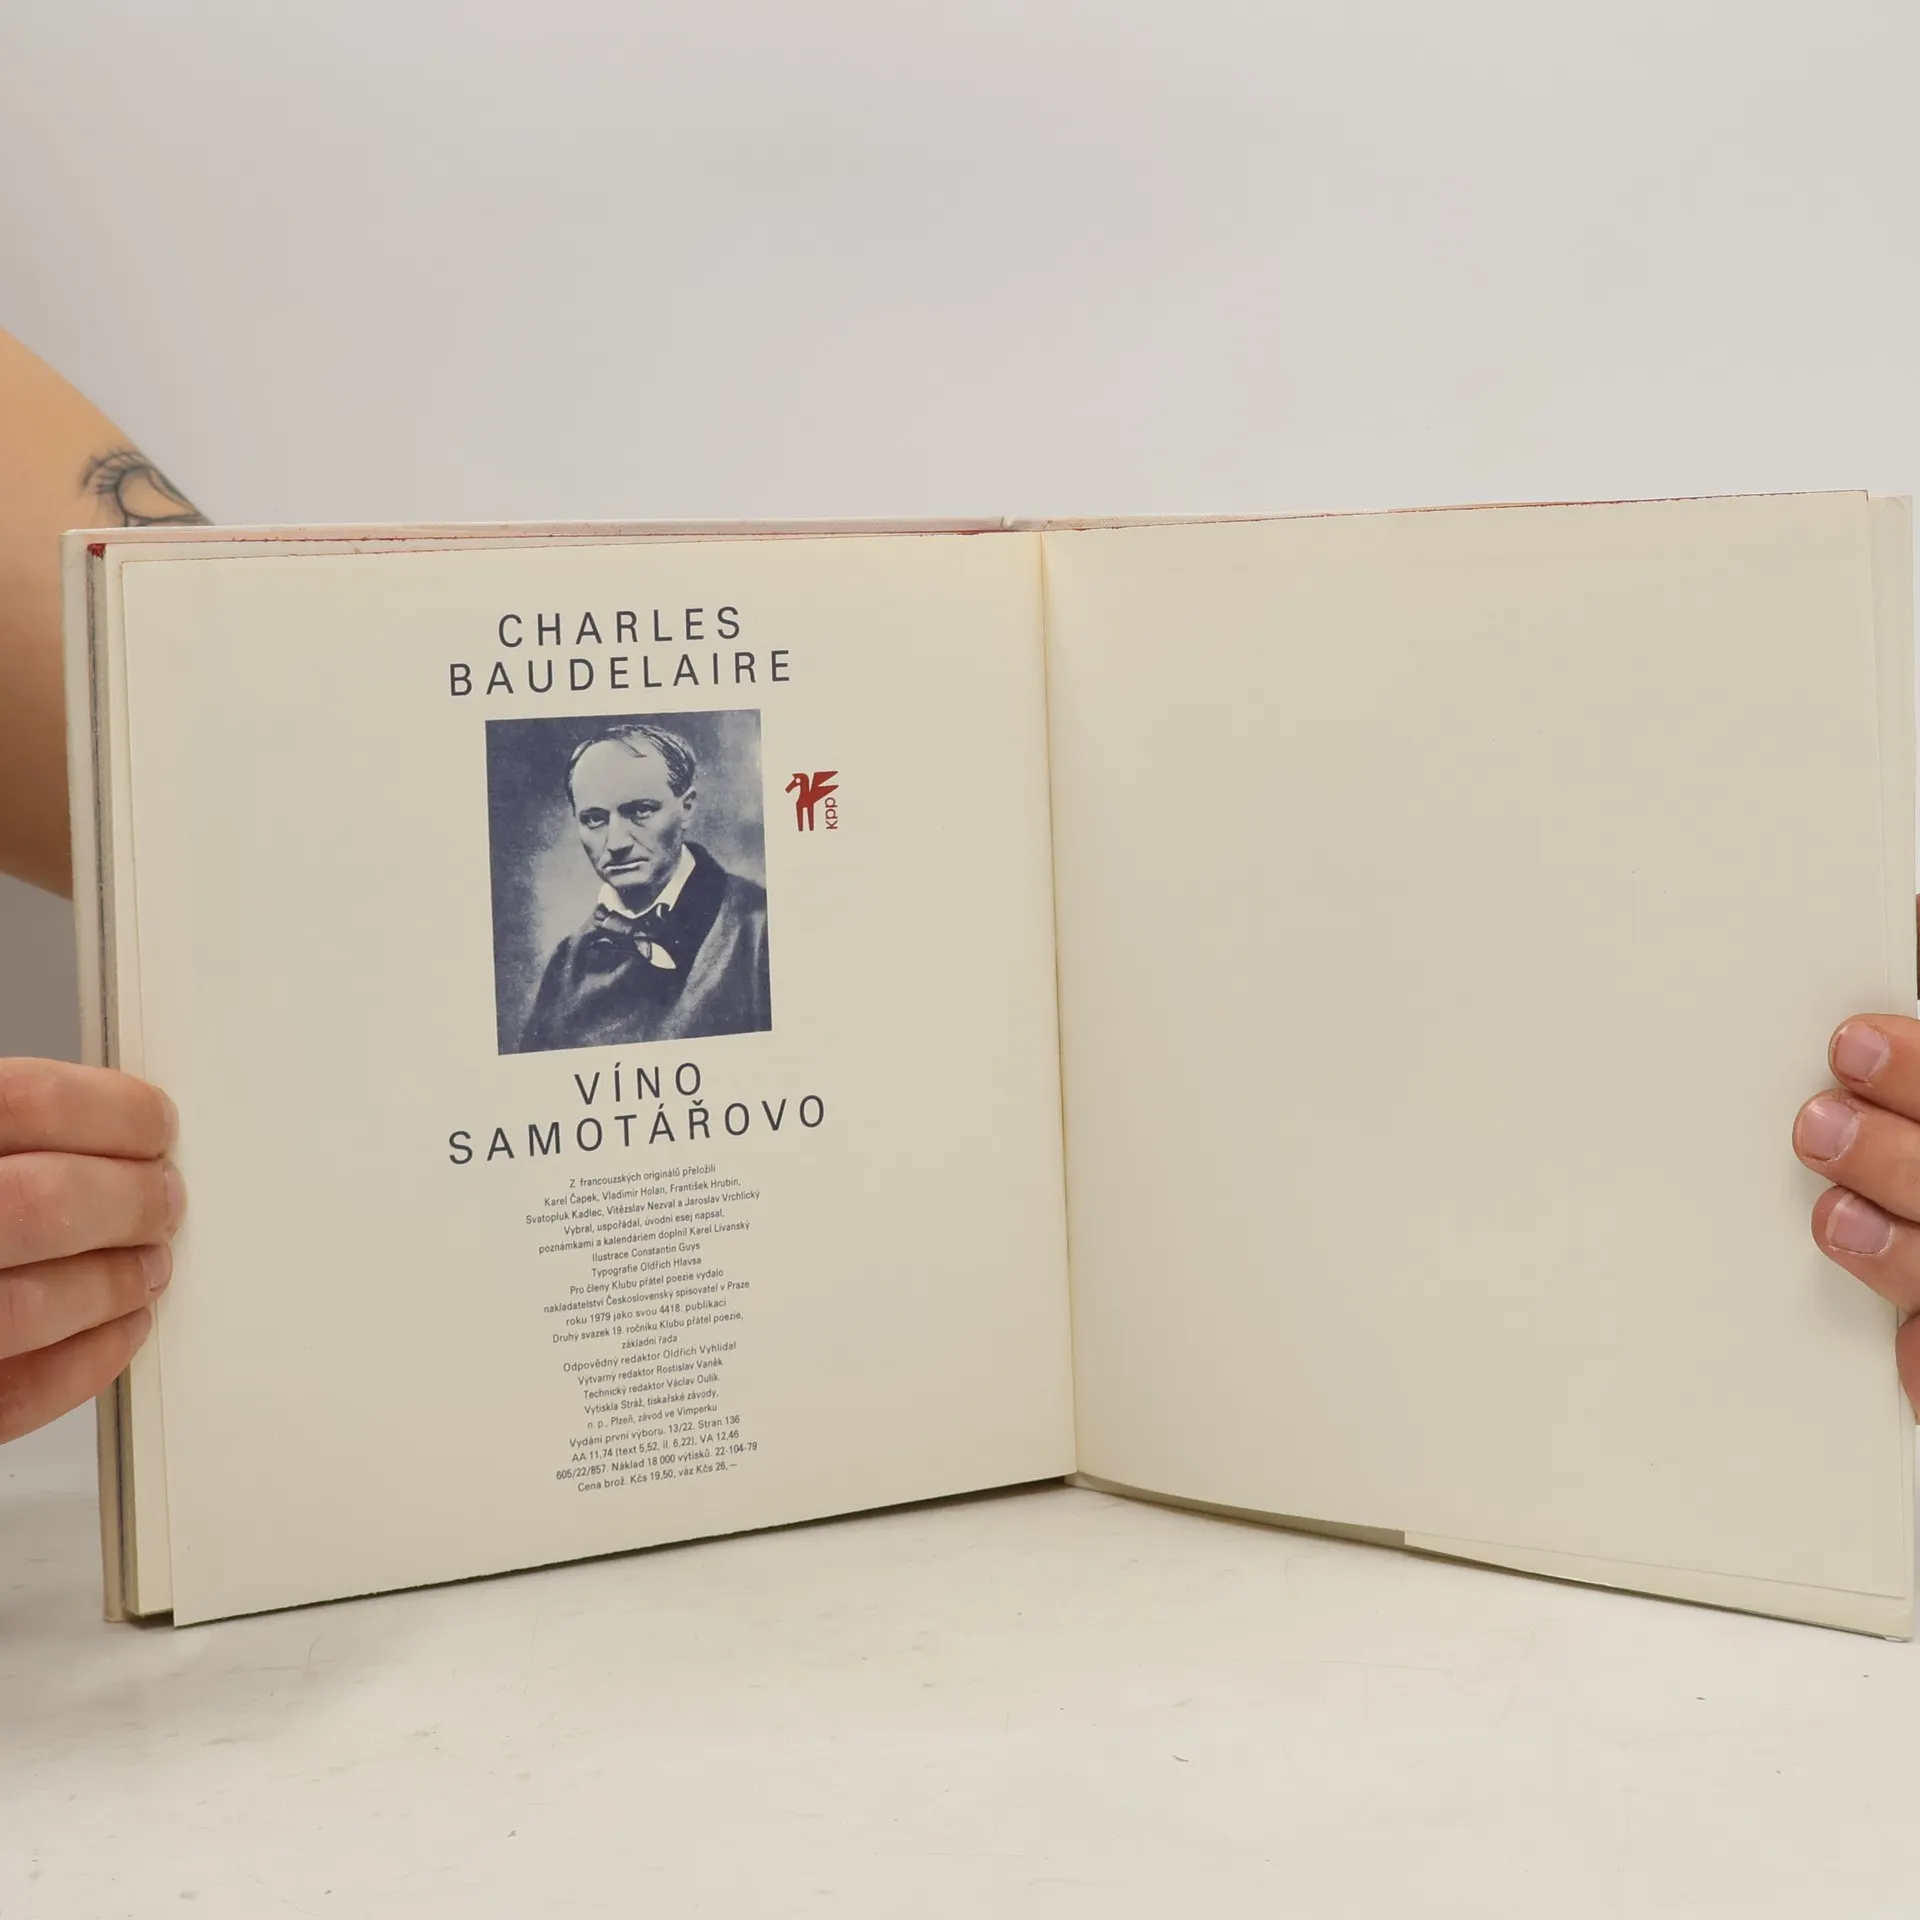 CHARLES
BAUDELAIRE
kpp
VÍNO
SAMOTÁŘOVO
Z francouzských originálů přeložili
Karel Čapek, Vladimír Holan, František Hrubín,
Svatopluk Kadlec, Vítězslav Nezval a Jaroslav Vrchlický
Vybral, uspořádal, úvodní esej napsal,
poznámkami a kalendáriem doplnil Karel Livanský
Ilustrace Constantin Guys
Typografie Oldřich Hlavsa
Pro členy Klubu přátel poezie vydalo
nakladatelství Československý spisovatel v Praze
roku 1979 jako svou 4418. publikaci
Druhý svazek 19. ročníku Klubu přátel poezie,
základní řada
Odpovědný redaktor Oldřich Vyhlídal
Výtvarný redaktor Rostislav Vaněk
Technický redaktor Václav Oulík
Vytiskla Stráž, tiskařské závody,
n. p., Plzeň, závod ve Vimperku
Vydání první výboru. 13/22. Stran 136
AA 11,74 (text 5,52, il. 6,22), VA 12,46
605/22/857. Náklad 18 000 výtisků. 22-104-79
Cena brož. Kčs 19,50, váz Kčs 26,—